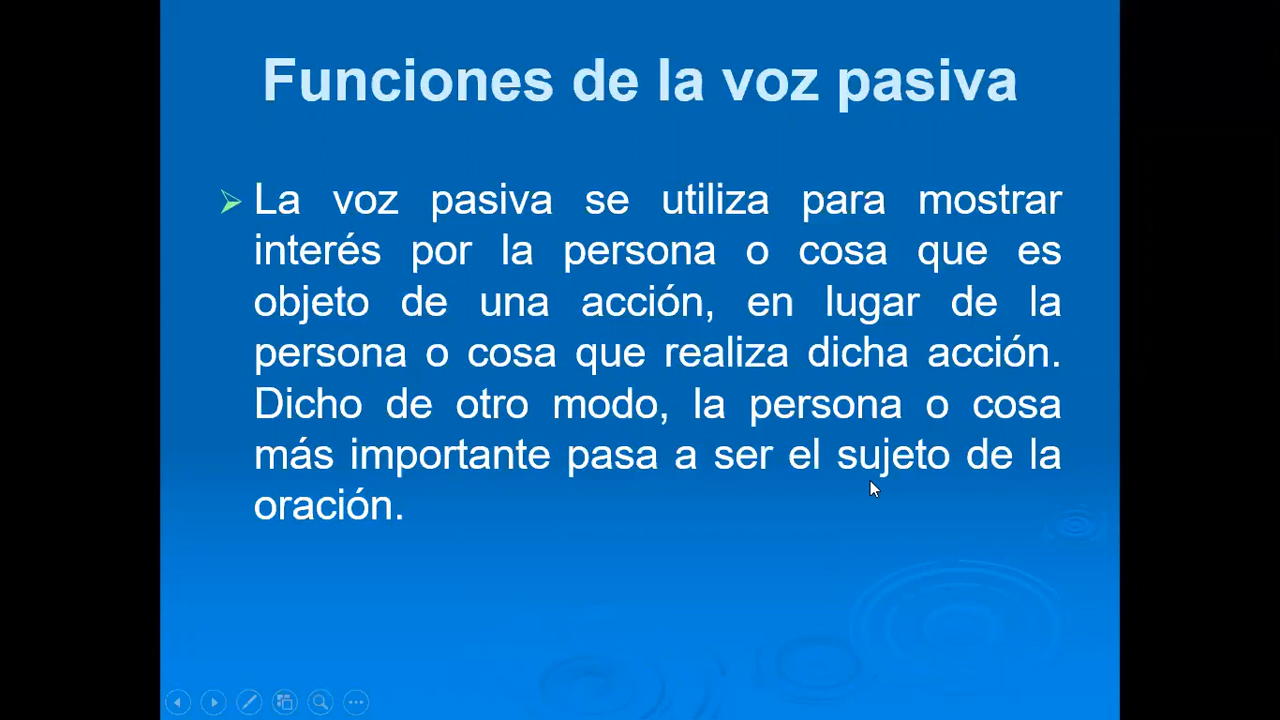 Funciones de la voz pasiva
La voz pasiva se utiliza para mostrar
interés por la persona o cosa que es
objeto de una acción, en lugar de la
persona o cosa que realiza dicha acción.
Dicho de otro modo, la persona o cosa
más importante pasa a ser el sujeto de la
oración.